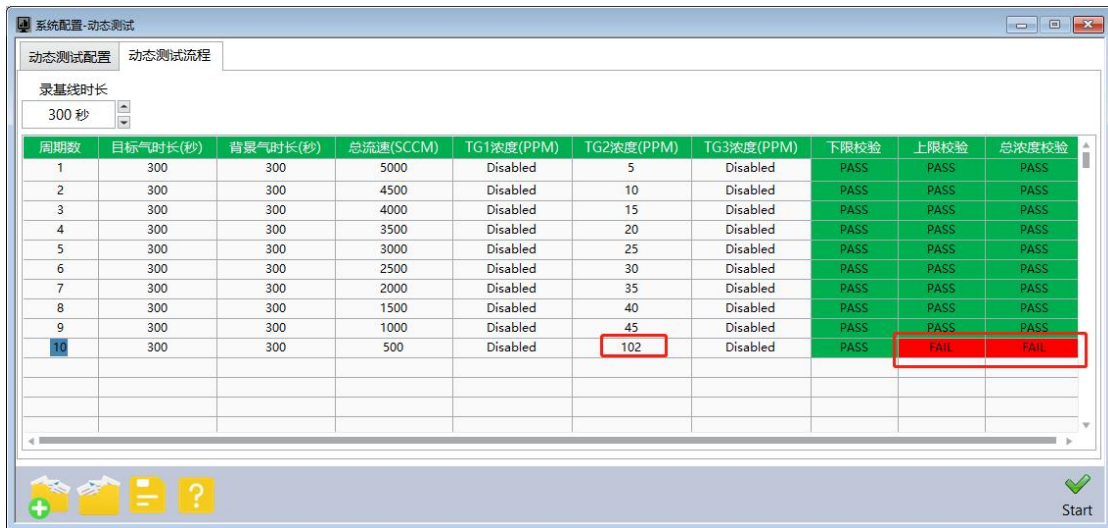 系统配置-动态测试
动态测试配置 动态测试流程
录基线时长
300 秒
周期数 目标气时长(秒) 背景气时长(秒) 总流速(SCCM) TG1浓度(PPM) TG2浓度(PPM) TG3浓度(PPM) 下限校验 上限校验 总浓度校验
1 300 300 5000 Disabled 5 Disabled PASS PASS PASS
2 300 300 4500 Disabled 10 Disabled PASS PASS PASS
3 300 300 4000 Disabled 15 Disabled PASS PASS PASS
4 300 300 3500 Disabled 20 Disabled PASS PASS PASS
5 300 300 3000 Disabled 25 Disabled PASS PASS PASS
6 300 300 2500 Disabled 30 Disabled PASS PASS PASS
7 300 300 2000 Disabled 35 Disabled PASS PASS PASS
8 300 300 1500 Disabled 40 Disabled PASS PASS PASS
9 300 300 1000 Disabled 45 Disabled PASS PASS PASS
10 300 300 500 Disabled 102 Disabled PASS FAIL FAIL
?
Start